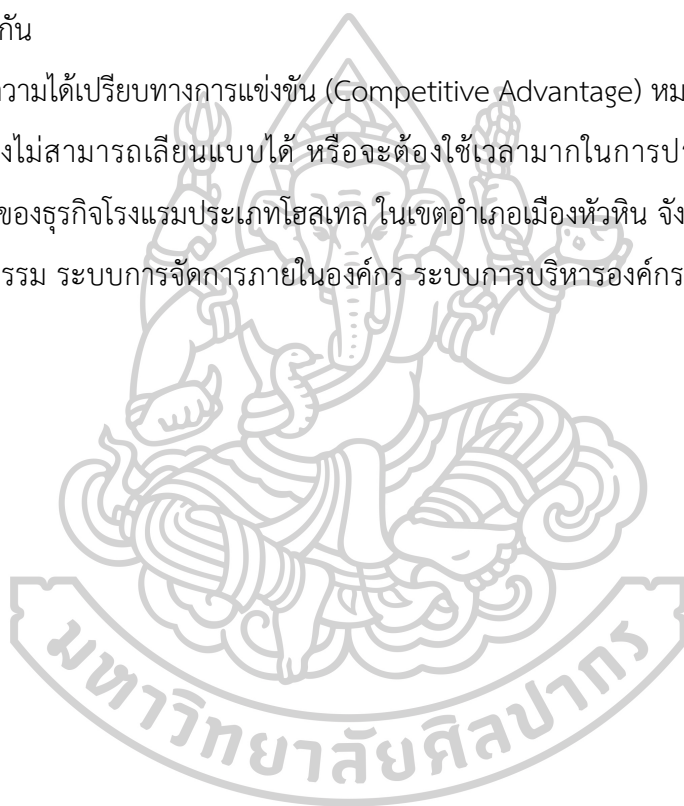 กัน
วามได้เปรียบทางการแข่งขัน (Competitive Advantage) หม
งไม่สามารถเลียนแบบได้ หรือจะต้องใช้เวลามากในการปร
ของธุรกิจโรงแรมประเภทโฮสเทล ในเขตอำเภอเมืองหัวหิน จัง
รรม ระบบการจัดการภายในองค์กร ระบบการบริหารองค์กร
มหาวิทยาลัยศิลปากร